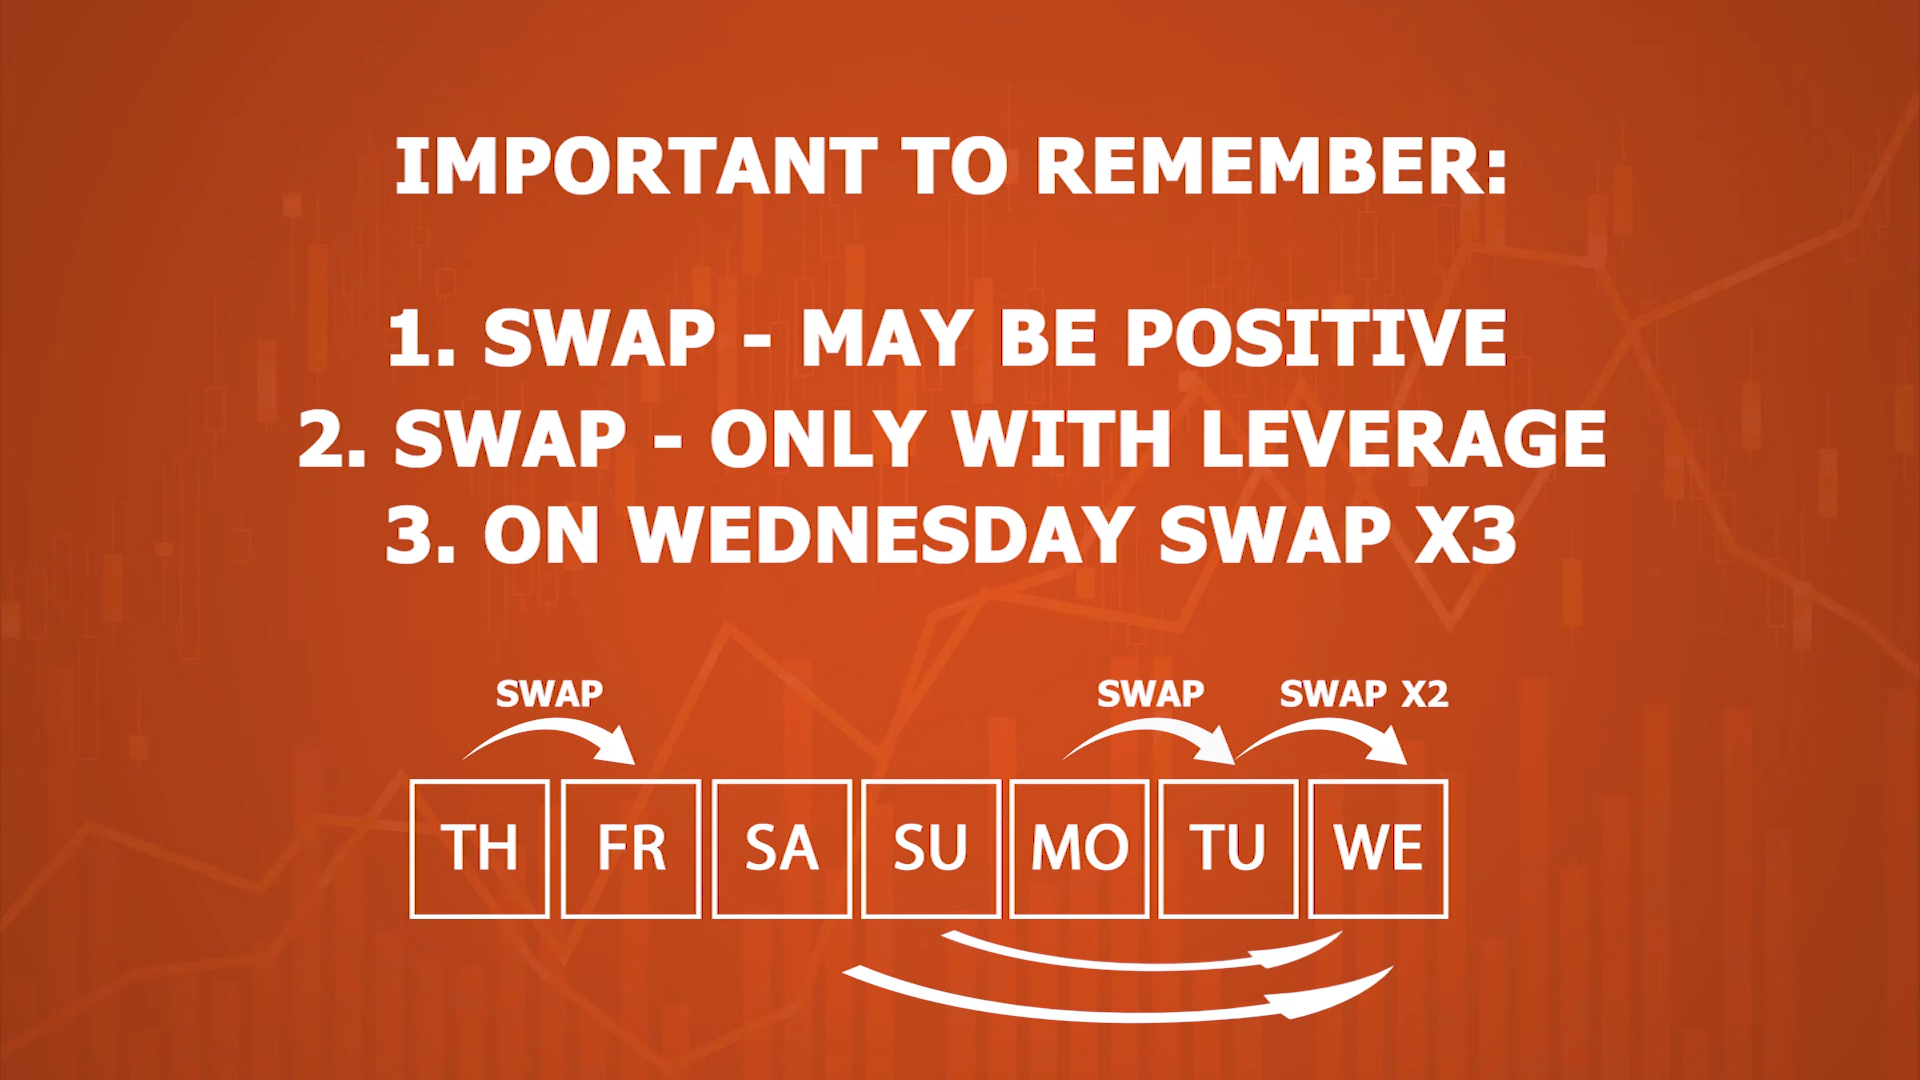 IMPORTANT TO REMEMBER:
1. SWAP - MAY BE POSITIVE
2. SWAP - ONLY WITH LEVERAGE
3. ON WEDNESDAY SWAP X3
SWAP SWAP SWAP X2
TH FR SA SU MO TU WE